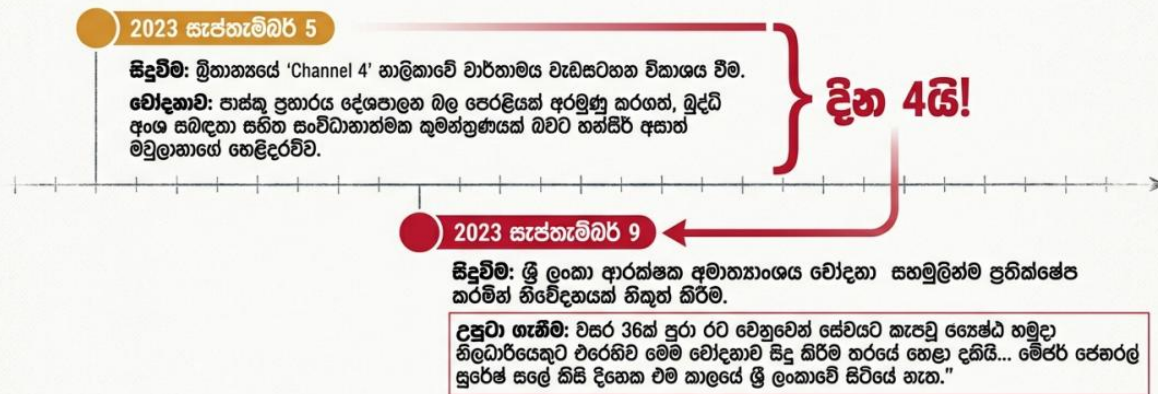 2023 සැප්තැම්බර් 5
සිදුවීම: බ්‍රිතාන්‍යයේ ‘Channel 4’ නාලිකාවේ වාර්තාමය වැඩසටහන විකාශය වීම.
චෝදනාව: පාස්කු ප්‍රහාරය දේශපාලන බල පෙරළියක් අරමුණු කරගත්, බුද්ධි
අංශ සබඳතා සහිත සංවිධානාත්මක කුමන්ත්‍රණයක් බවට හන්සීර් අසාත්
මවුලානාගේ හෙළිදරව්ව.
දින 4යි!
2023 සැප්තැම්බර් 9
සිදුවීම: ශ්‍රී ලංකා ආරක්ෂක අමාත්‍යාංශය චෝදනා සහමුලින්ම ප්‍රතික්ෂේප
කරමින් නිවේදනයක් නිකුත් කිරීම.
උපුටා ගැනීම: වසර 36ක් පුරා රට වෙනුවෙන් සේවයට කැපවූ ජ්‍යෙෂ්ඨ හමුදා
නිලධාරියෙකුට එරෙහිව මෙම චෝදනාව සිදු කිරීම තරයේ හෙළා දකියි... මේජර් ජෙනරල්
සුරේෂ් සලේ කිසි දිනෙක එම කාලයේ ශ්‍රී ලංකාවේ සිටියේ නැත.”